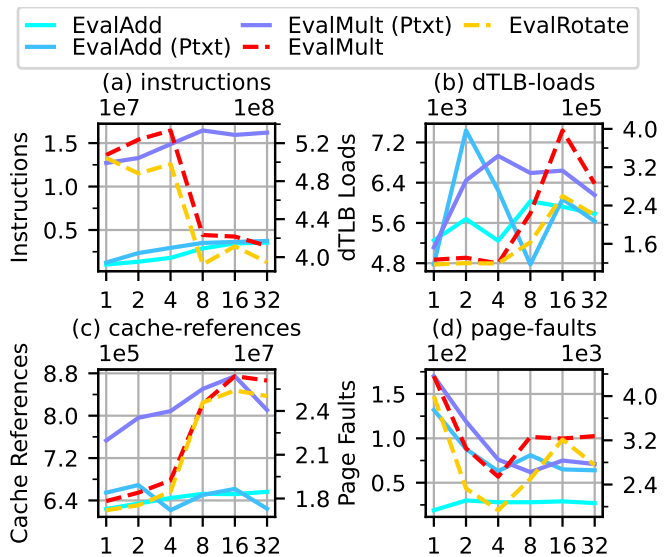 EvalAdd EvalMult (Ptxt) EvalRotate
EvalAdd (Ptxt) EvalMult
(a) instructions
1e7 1e8
Instructions
1.5
1.0
0.5
5.2
4.8
4.4
4.0
1 2 4 8 16 32
(b) dTLB-loads
1e3 1e5
dTLB Loads
7.2
6.4
5.6
4.8
4.0
3.2
2.4
1.6
1 2 4 8 16 32
(c) cache-references
1e5 1e7
Cache References
8.8
8.0
7.2
6.4
2.4
2.1
1.8
1 2 4 8 16 32
(d) page-faults
1e2 1e3
Page Faults
1.5
1.0
0.5
4.0
3.2
2.4
1 2 4 8 16 32